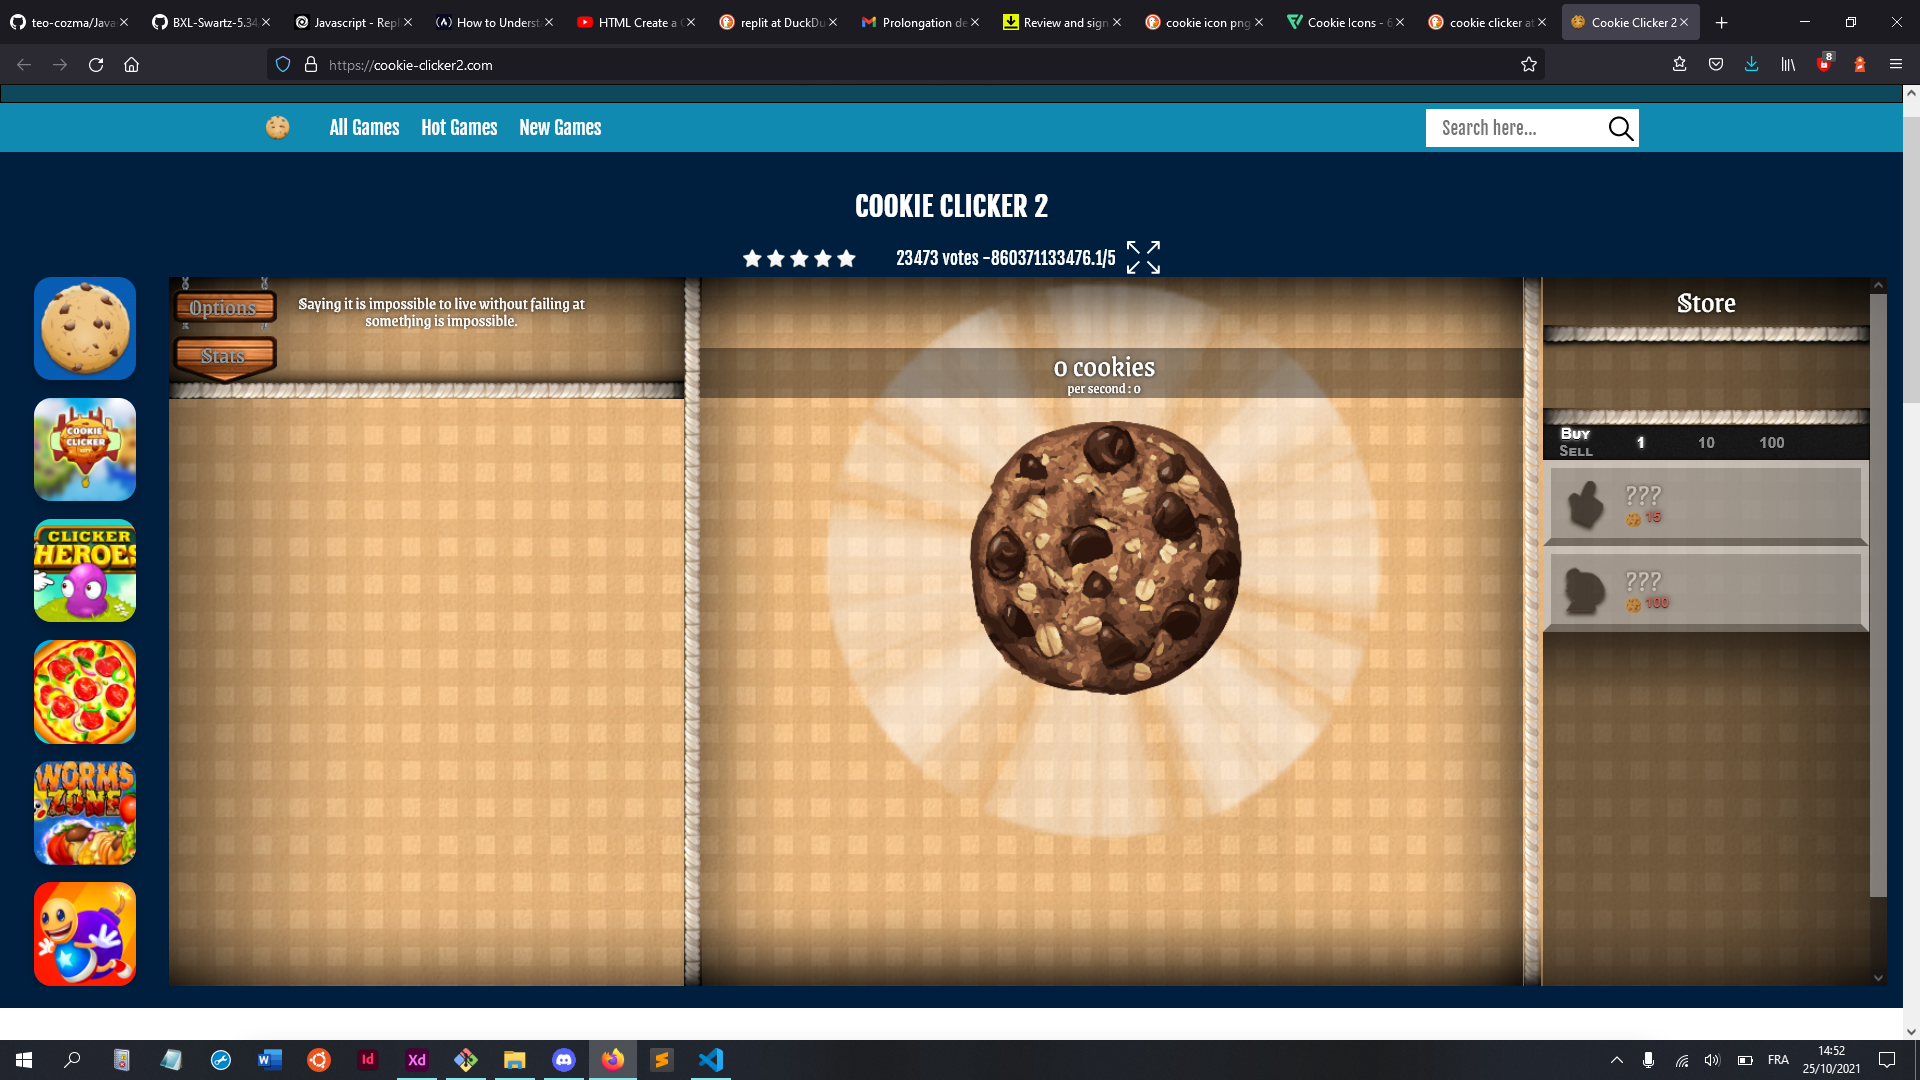 teo-cozma/Java
BXL-Swartz-5.34
Javascript - Repl
How to Underst
HTML Create a C
replit at DuckDu
Prolongation de
Review and sign
cookie icon png
Cookie Icons - 6
cookie clicker at
Cookie Clicker 2
https://cookie-clicker2.com
8
All Games
Hot Games
New Games
Search here...
COOKIE CLICKER 2
23473 votes -860371133476.1/5
Options
Stats
Saying it is impossible to live without failing at
something is impossible.
0 cookies
per second : 0
Store
Buy
Sell
1
10
100
???
15
???
100
COOKIE
CLICKER
CLICKER
HEROES
WORMS
ZONE
FRA
14:52
25/10/2021
W
Id
Xd